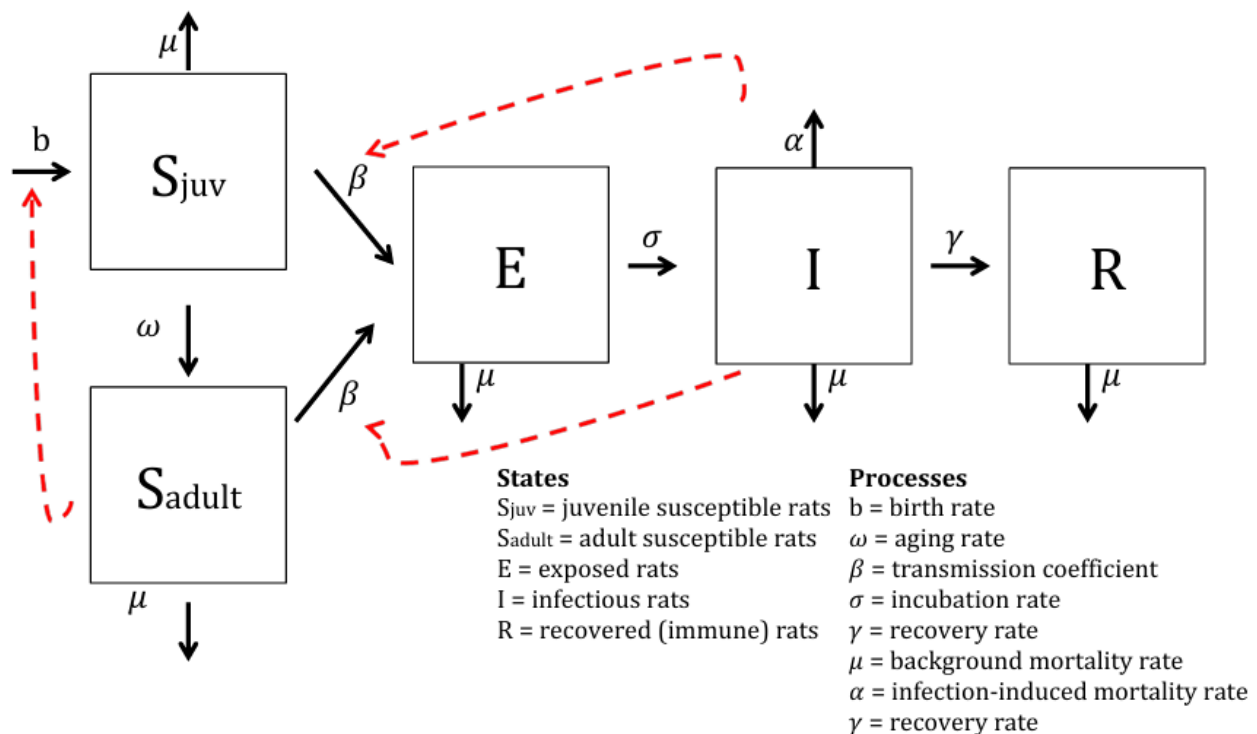 μ
b
Sjuv
β
α
E
σ
I
γ
R
ω
β
μ
μ
μ
Sadult
μ
States
Sjuv = juvenile susceptible rats
Sadult = adult susceptible rats
E = exposed rats
I = infectious rats
R = recovered (immune) rats
Processes
b = birth rate
ω = aging rate
β = transmission coefficient
σ = incubation rate
γ = recovery rate
μ = background mortality rate
α = infection-induced mortality rate
γ = recovery rate